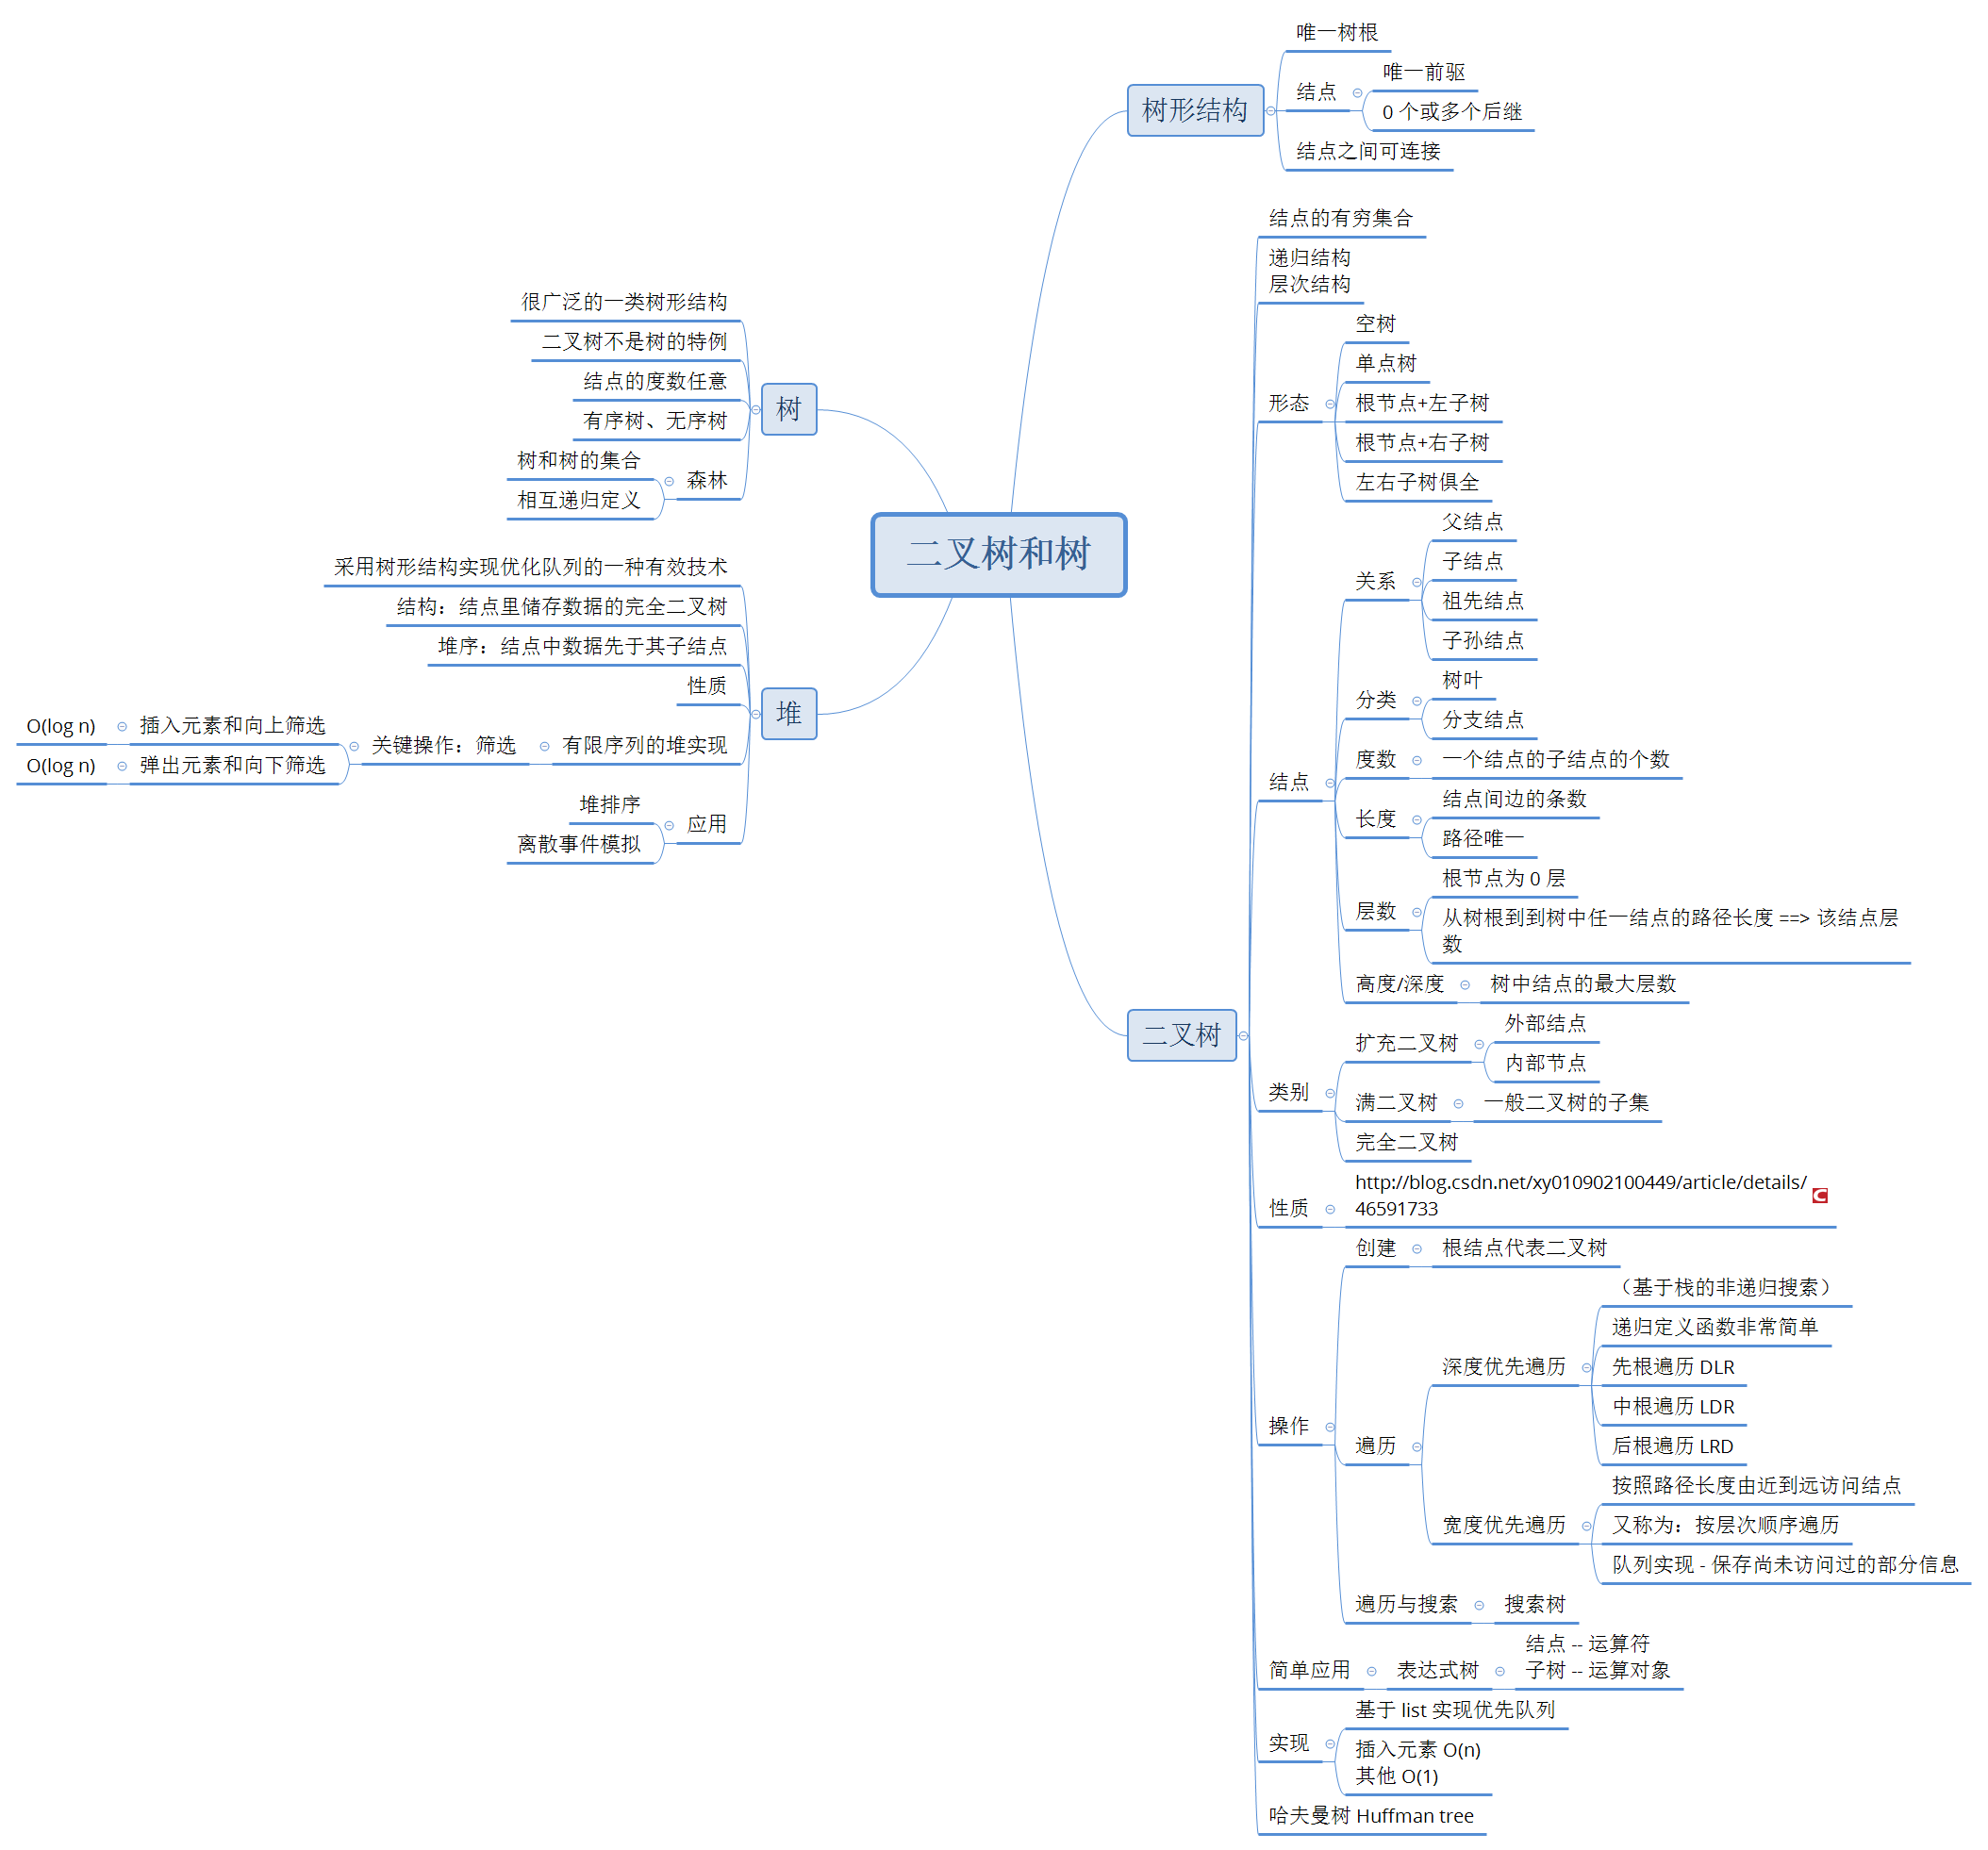 二叉树和树
树形结构
唯一树根
结点
唯一前驱
0 个或多个后继
结点之间可连接
二叉树
结点的有穷集合
递归结构
层次结构
形态
空树
单点树
根节点+左子树
根节点+右子树
左右子树俱全
结点
关系
父结点
子结点
祖先结点
子孙结点
分类
树叶
分支结点
度数
一个结点的子结点的个数
长度
结点间边的条数
路径唯一
层数
根节点为 0 层
从树根到到树中任一结点的路径长度 ==> 该结点层
数
高度/深度
树中结点的最大层数
类别
扩充二叉树
外部结点
内部节点
满二叉树
一般二叉树的子集
完全二叉树
性质
http://blog.csdn.net/xy010902100449/article/details/
46591733
操作
创建
根结点代表二叉树
遍历
深度优先遍历
（基于栈的非递归搜索）
递归定义函数非常简单
先根遍历 DLR
中根遍历 LDR
后根遍历 LRD
宽度优先遍历
按照路径长度由近到远访问结点
又称为：按层次顺序遍历
队列实现 - 保存尚未访问过的部分信息
遍历与搜索
搜索树
简单应用
表达式树
结点 -- 运算符
子树 -- 运算对象
实现
基于 list 实现优先队列
插入元素 O(n)
其他 O(1)
哈夫曼树 Huffman tree
树
很广泛的一类树形结构
二叉树不是树的特例
结点的度数任意
有序树、无序树
森林
树和树的集合
相互递归定义
堆
采用树形结构实现优化队列的一种有效技术
结构：结点里储存数据的完全二叉树
堆序：结点中数据先于其子结点
性质
有限序列的堆实现
关键操作：筛选
插入元素和向上筛选
O(log n)
弹出元素和向下筛选
O(log n)
应用
堆排序
离散事件模拟